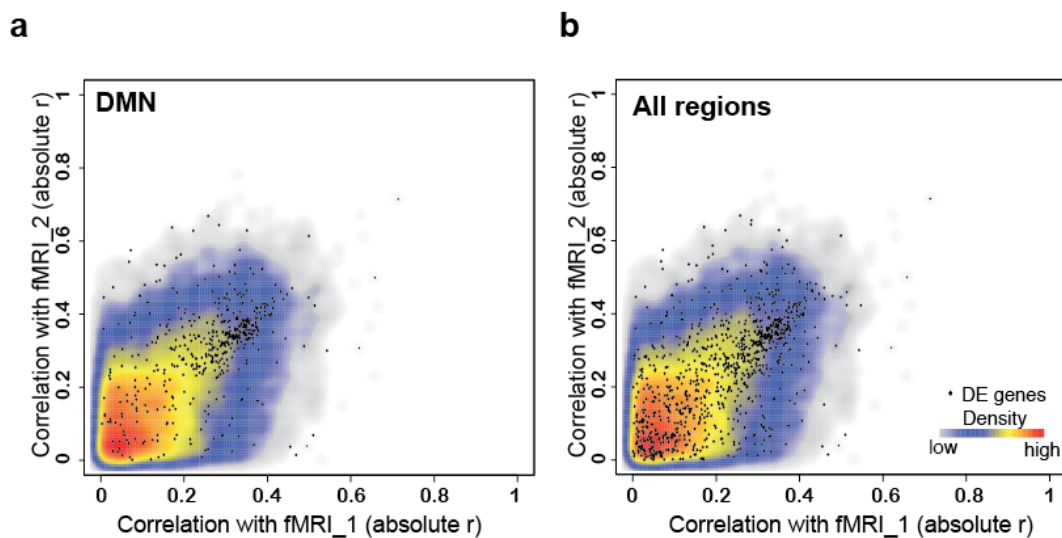 a
b
DMN
All regions
Correlation with fMRI_2 (absolute r)
0 0.2 0.4 0.6 0.8 1
0 0.2 0.4 0.6 0.8 1
Correlation with fMRI_1 (absolute r)
Correlation with fMRI_2 (absolute r)
0 0.2 0.4 0.6 0.8 1
DE genes
Density
low high
0 0.2 0.4 0.6 0.8 1
Correlation with fMRI_1 (absolute r)